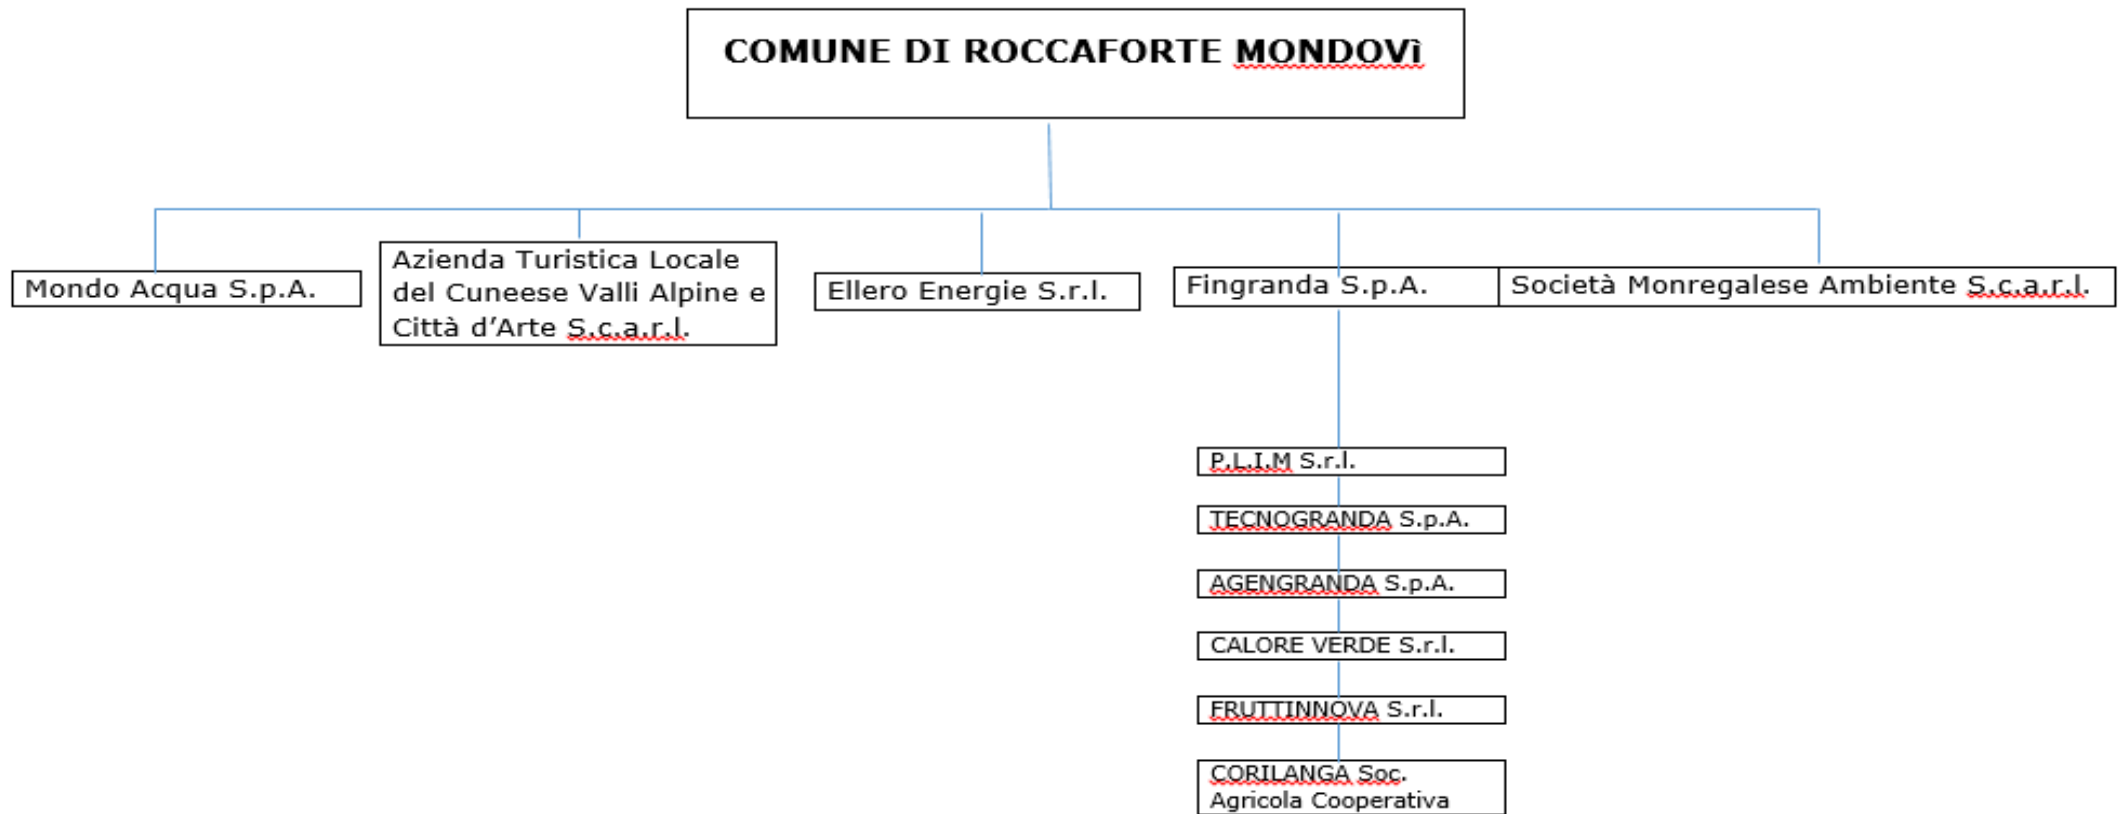 COMUNE DI ROCCAFORTE MONDOVì
Mondo Acqua S.p.A.
Azienda Turistica Locale
del Cuneese Valli Alpine e
Città d’Arte S.c.a.r.l.
Ellero Energie S.r.l.
Fingranda S.p.A.
Società Monregalese Ambiente S.c.a.r.l.
P.L.I.M S.r.l.
TECNOGRANDA S.p.A.
AGENGRANDA S.p.A.
CALORE VERDE S.r.l.
FRUTTINNOVA S.r.l.
CORILANGA Soc.
Agricola Cooperativa